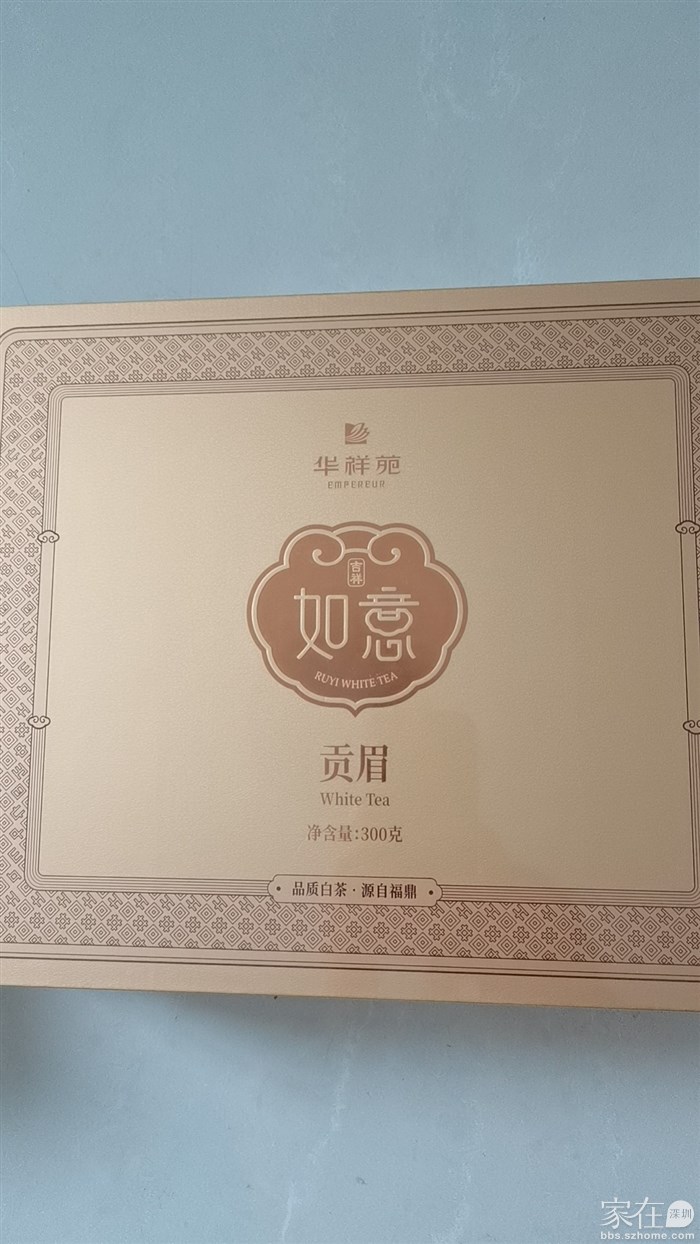 华祥苑
EMPEREUR
吉祥
如意
RUYI WHITE TEA
贡眉
White Tea
净含量:300克
品质白茶·源自福鼎
家在深圳
bbs.szhome.com